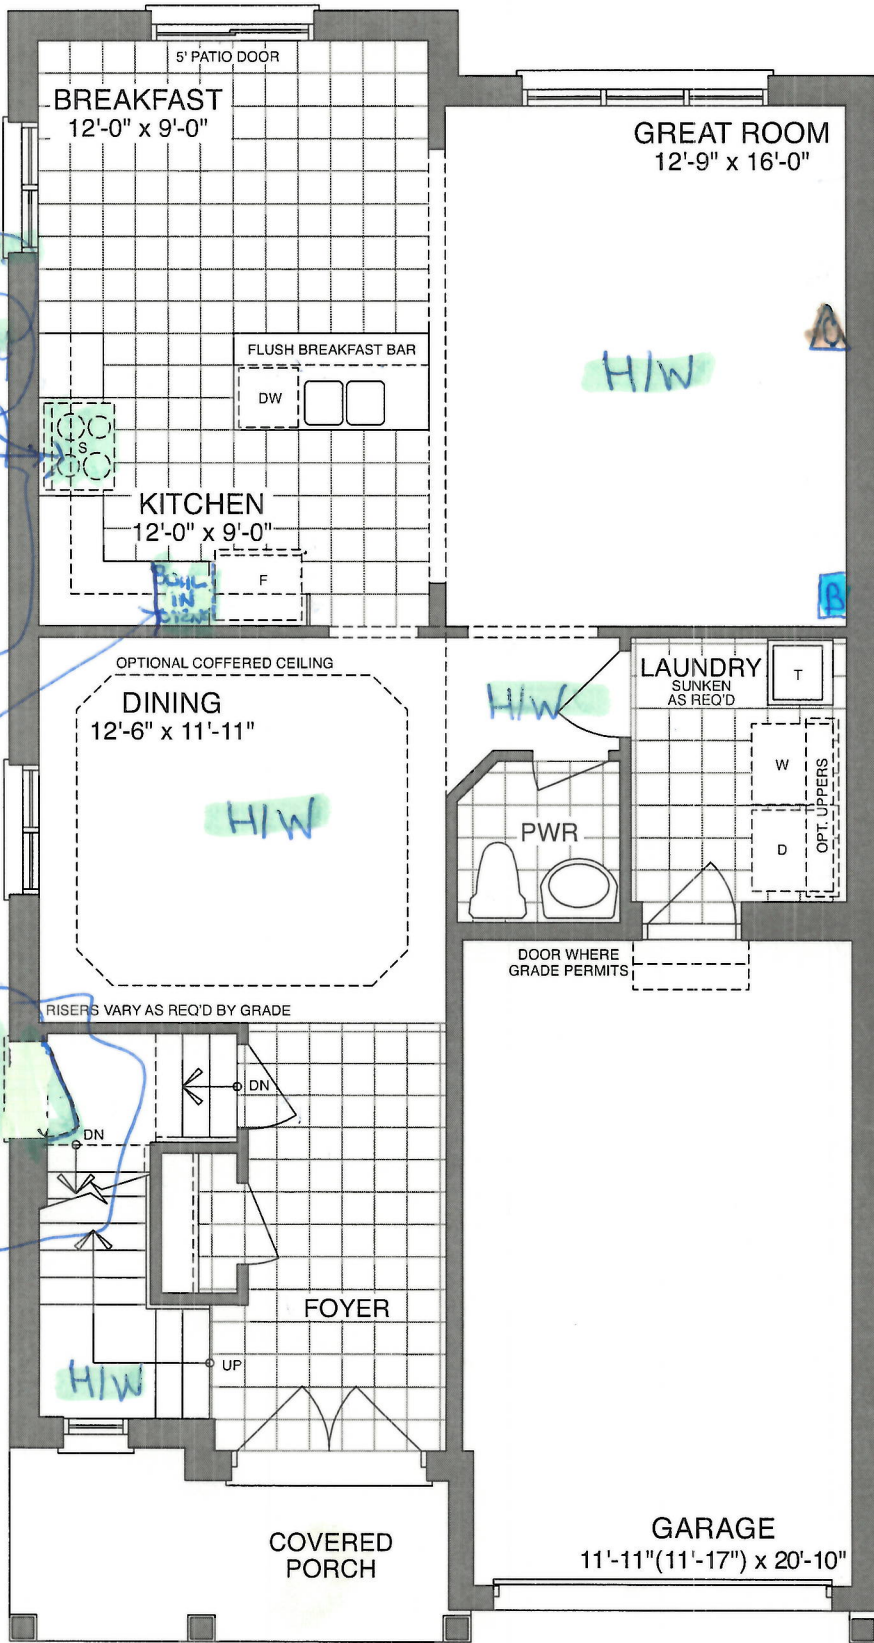 5' PATIO DOOR
BREAKFAST
12'-0" x 9'-0"
GREAT ROOM
12'-9" x 16'-0"
C
FLUSH BREAKFAST BAR
H/W
DW
S
KITCHEN
12'-0" x 9'-0"
F
IN
B
OPTIONAL COFFERED CEILING
LAUNDRY
SUNKEN
AS REQ'D
T
DINING
12'-6" x 11'-11"
H/W
W
OPT. UPPERS
H/W
PWR
D
DOOR WHERE
GRADE PERMITS
RISERS VARY AS REQ'D BY GRADE
DN
DN
FOYER
UP
H/W
GARAGE
11'-11"(11'-17") x 20'-10"
COVERED
PORCH